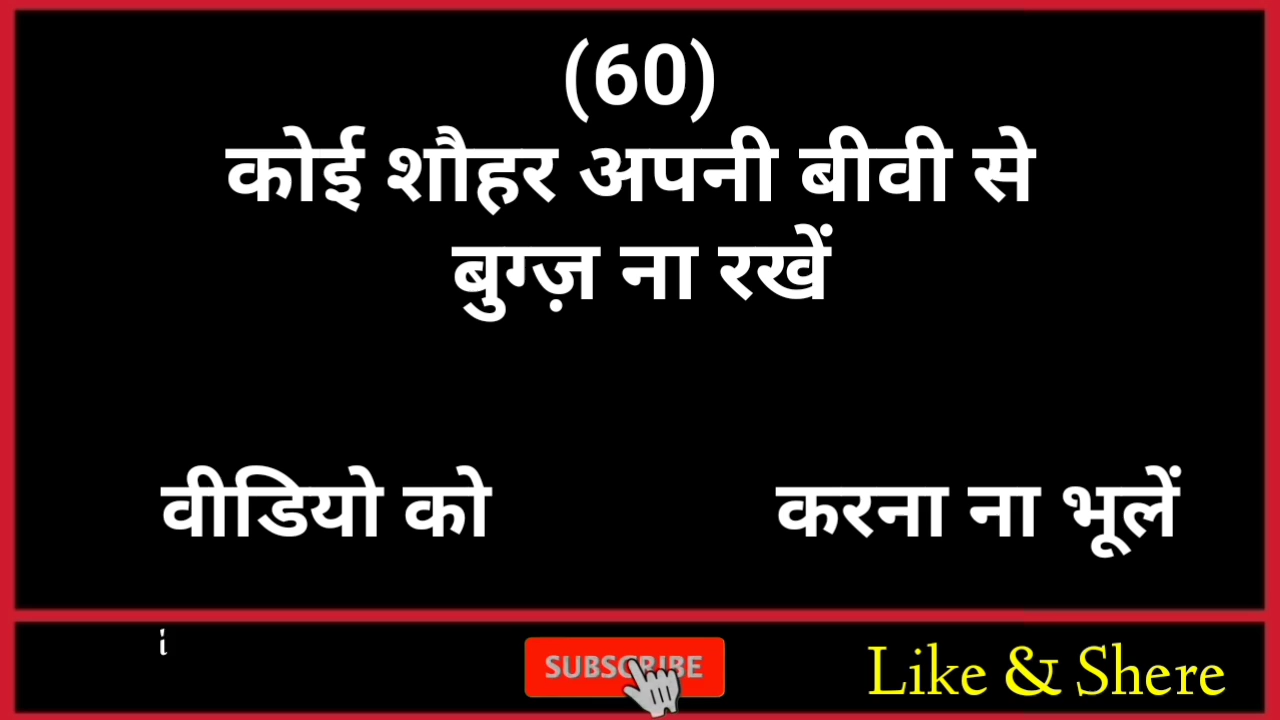 (60)
कोई शौहर अपनी बीवी से
बुग्ज़ ना रखें
वीडियो को करना ना भूलें
SUBSCRIBE
Like & Shere